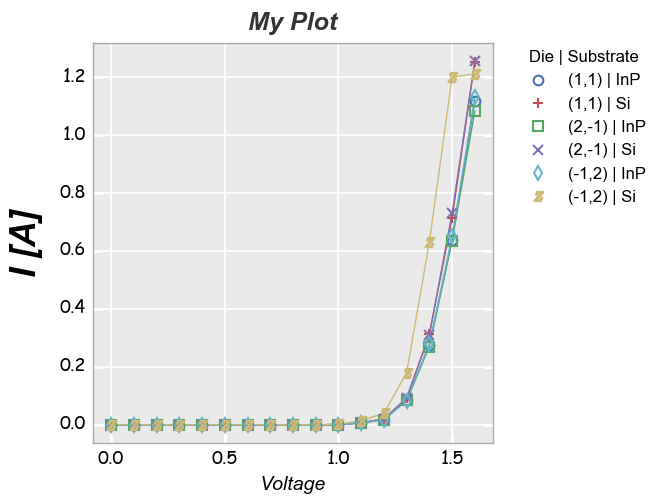 My Plot
Die | Substrate
(1,1) | InP
(1,1) | Si
(2,-1) | InP
(2,-1) | Si
(-1,2) | InP
(-1,2) | Si
I [A]
1.2
1.0
0.8
0.6
0.4
0.2
0.0
0.0 0.5 1.0 1.5
Voltage